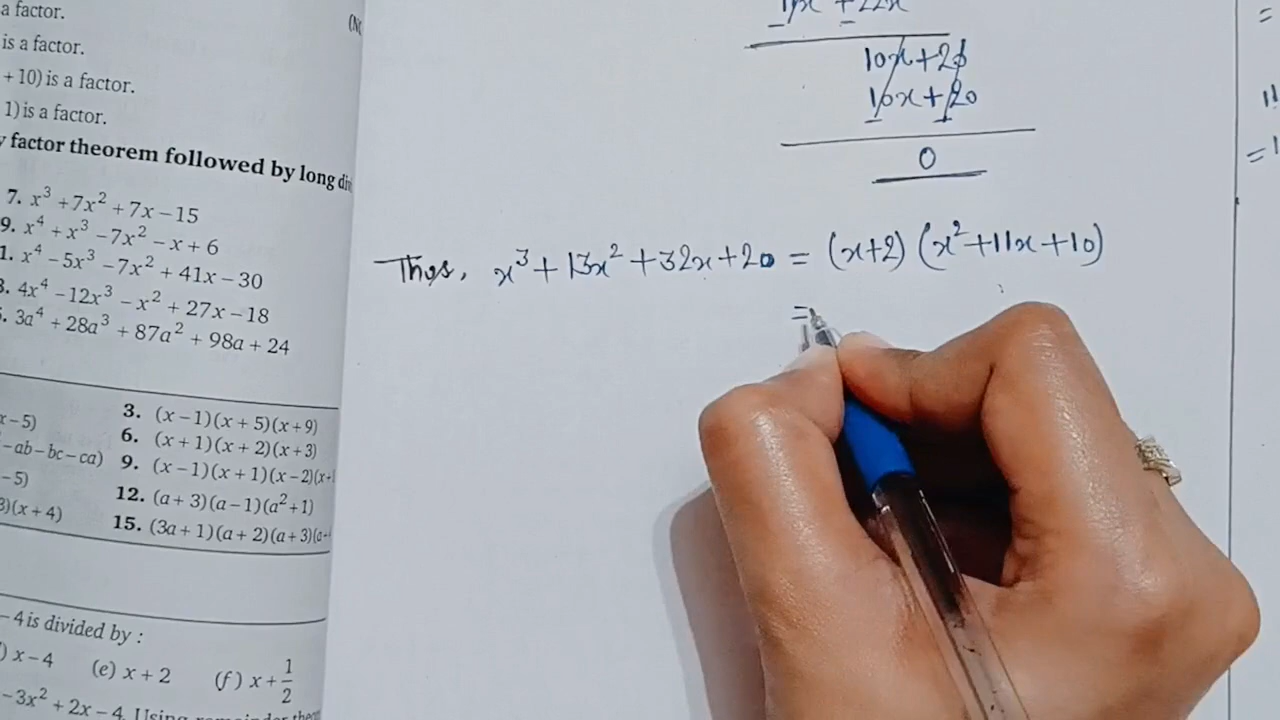 a factor.
is a factor.
+ 10) is a factor.
1) is a factor.
factor theorem followed by long
7. x³ + 7x² + 7x − 15
9. x⁴ + x³ − 7x² − x + 6
1. x⁴ − 5x³ − 7x² + 41x − 30
3. 4x⁴ − 12x³ − x² + 27x − 18
5. 3a⁴ + 28a³ + 87a² + 98a + 24
x − 5)
3. (x − 1)(x + 5)(x + 9)
6. (x + 1)(x + 2)(x + 3)
− ab − bc − ca) 9. (x − 1)(x + 1)(x − 2)(x +
− 5)
12. (a + 3)(a − 1)(a² + 1)
3)(x + 4)
15. (3a + 1)(a + 2)(a + 3)(a +
− 4 is divided by :
) x − 4 (e) x + 2 (f) x + 1/2
− 3x² + 2x − 4. Using
10x + 20
10x + 20
0
Thus, x³ + 13x² + 32x + 20 = (x+2) (x² + 11x + 10)
=